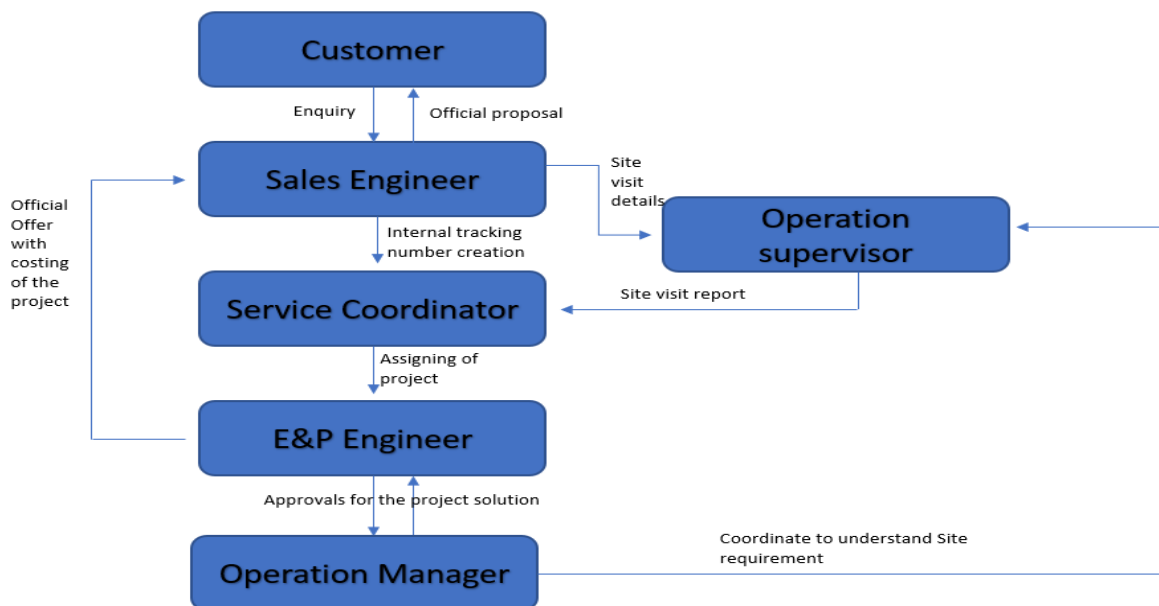 Customer
Enquiry
Official proposal
Sales Engineer
Site
visit
details
Official
Offer
with
costing
of the
project
Operation
supervisor
Internal tracking
number creation
Service Coordinator
Site visit report
Assigning of
project
E&P Engineer
Approvals for the project solution
Operation Manager
Coordinate to understand Site
requirement